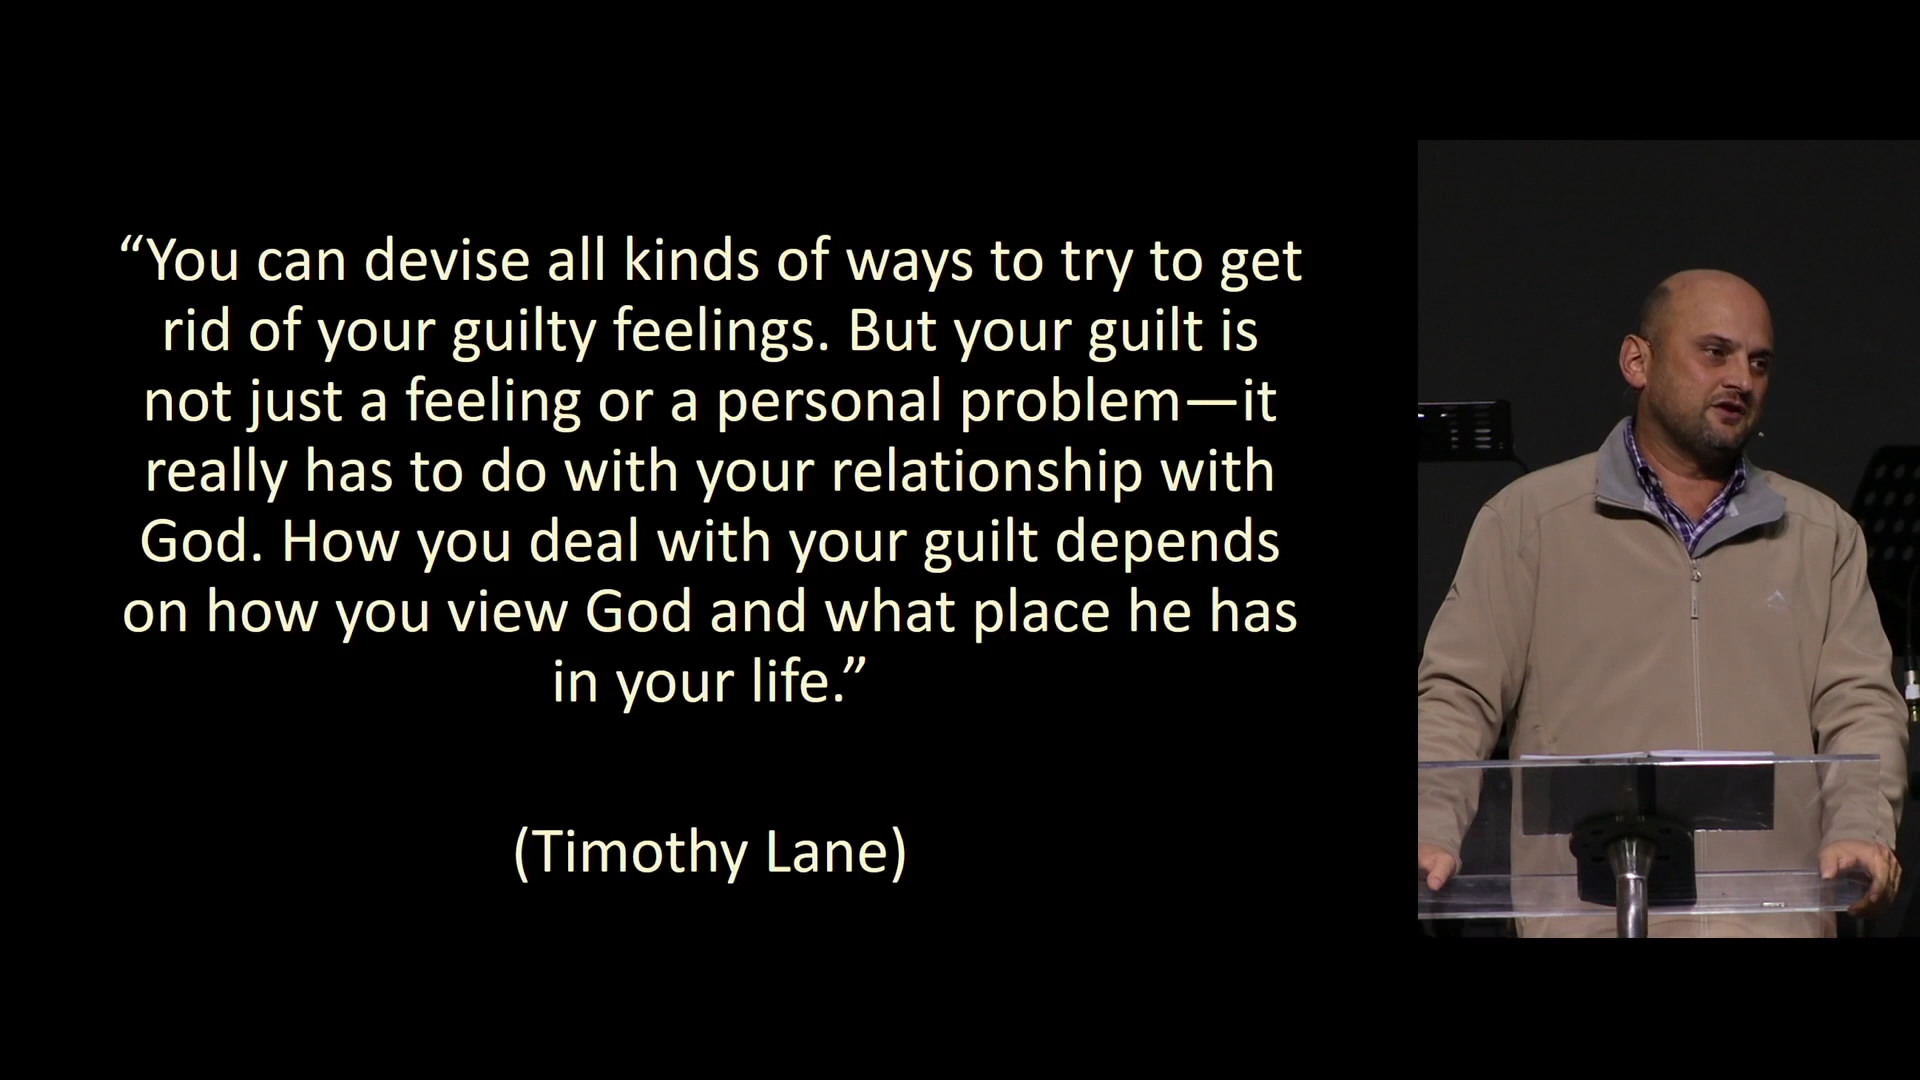 “You can devise all kinds of ways to try to get
rid of your guilty feelings. But your guilt is
not just a feeling or a personal problem—it
really has to do with your relationship with
God. How you deal with your guilt depends
on how you view God and what place he has
in your life.”
(Timothy Lane)